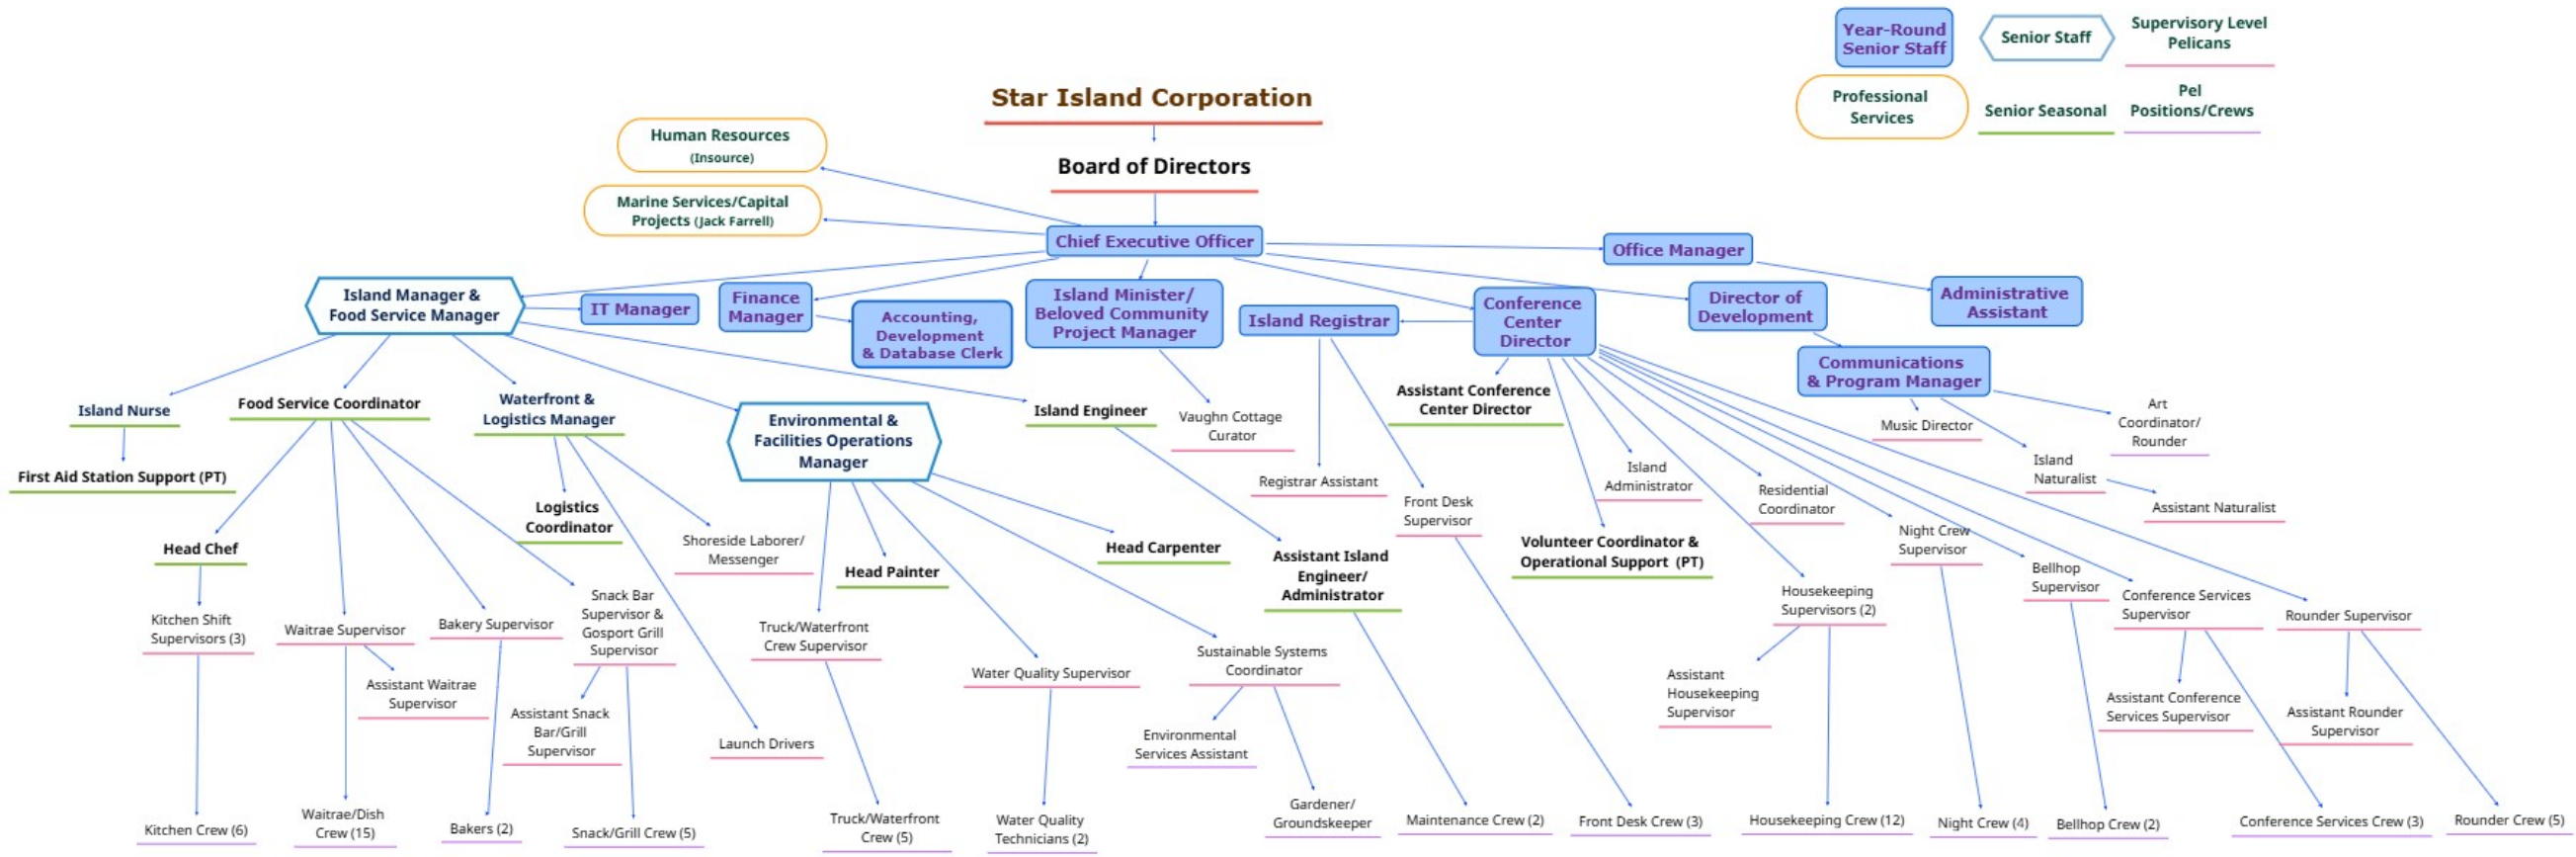 Year-Round
Senior Staff
Senior Staff
Supervisory Level
Pelicans
Professional
Services
Senior Seasonal
Pel
Positions/Crews
Star Island Corporation
Human Resources
(Insource)
Board of Directors
Marine Services/Capital
Projects (Jack Farrell)
Chief Executive Officer
Office Manager
Island Manager &
Food Service Manager
IT Manager
Finance
Manager
Accounting,
Development
& Database Clerk
Island Minister/
Beloved Community
Project Manager
Island Registrar
Conference
Center
Director
Director of
Development
Administrative
Assistant
Communications
& Program Manager
Island Nurse
Food Service Coordinator
Waterfront &
Logistics Manager
Environmental &
Facilities Operations
Manager
Island Engineer
Vaughn Cottage
Curator
Assistant Conference
Center Director
Music Director
Art
Coordinator/
Rounder
First Aid Station Support (PT)
Logistics
Coordinator
Shoreside Laborer/
Messenger
Registrar Assistant
Front Desk
Supervisor
Island
Administrator
Residential
Coordinator
Island
Naturalist
Assistant Naturalist
Head Chef
Head Painter
Head Carpenter
Assistant Island
Engineer/
Administrator
Volunteer Coordinator &
Operational Support (PT)
Night Crew
Supervisor
Bellhop
Supervisor
Housekeeping
Supervisors (2)
Conference Services
Supervisor
Rounder Supervisor
Kitchen Shift
Supervisors (3)
Waitrae Supervisor
Bakery Supervisor
Snack Bar
Supervisor &
Gosport Grill
Supervisor
Truck/Waterfront
Crew Supervisor
Water Quality Supervisor
Sustainable Systems
Coordinator
Assistant Waitrae
Supervisor
Assistant Snack
Bar/Grill
Supervisor
Launch Drivers
Environmental
Services Assistant
Assistant
Housekeeping
Supervisor
Assistant Conference
Services Supervisor
Assistant Rounder
Supervisor
Kitchen Crew (6)
Waitrae/Dish
Crew (15)
Bakers (2)
Snack/Grill Crew (5)
Truck/Waterfront
Crew (5)
Water Quality
Technicians (2)
Gardener/
Groundskeeper
Maintenance Crew (2)
Front Desk Crew (3)
Housekeeping Crew (12)
Night Crew (4)
Bellhop Crew (2)
Conference Services Crew (3)
Rounder Crew (5)